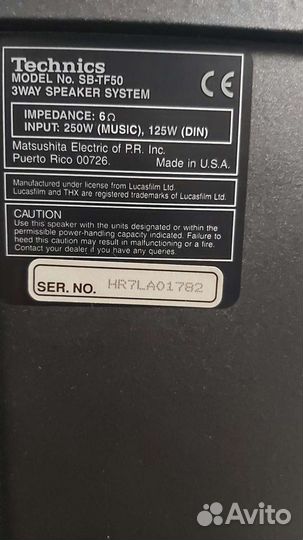 Technics
MODEL No. SB-TF50
3WAY SPEAKER SYSTEM
CE
IMPEDANCE: 6Ω
INPUT: 250W (MUSIC), 125W (DIN)
Matsushita Electric of P.R. Inc.
Puerto Rico 00726. Made in U.S.A.
Manufactured under license from Lucasfilm Ltd.
Lucasfilm and THX are registered trademarks of Lucasfilm Ltd.
CAUTION
Use this speaker with the units designated or within the
permissible power-handling capacity indicated. Failure to
heed this caution may result in malfunctioning or a fire.
Contact your dealer if you have any queries.
SER. NO. HR7LA01782
Avito